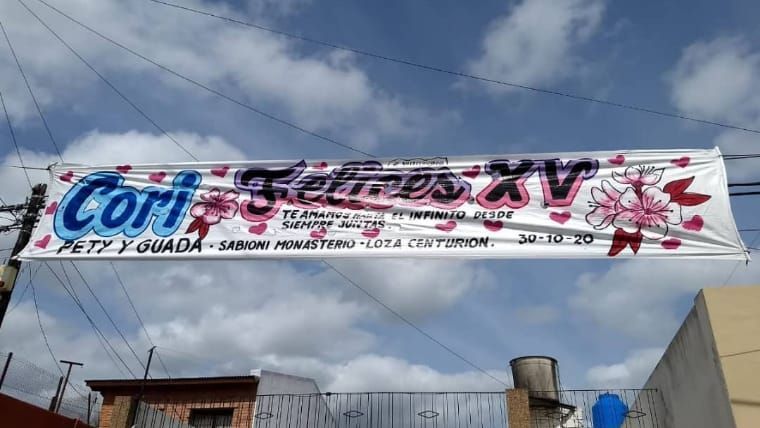 Cori Felices XV
TE AMAMOS HASTA EL INFINITO DESDE
SIEMPRE JUNTAS.
PETY Y GUADA · SABIONI MONASTERIO - LOZA CENTURION. 30-10-20